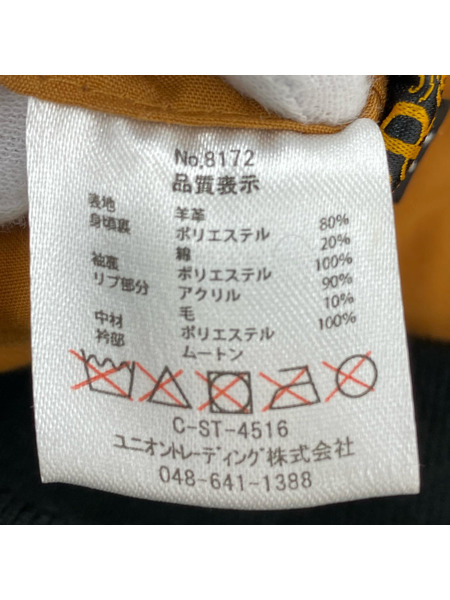 No.8172
品質表示
表地 羊革
身頃裏 ポリエステル 80%
綿 20%
袖裏 ポリエステル 100%
リブ部分 アクリル 90%
毛 10%
中材 ポリエステル 100%
衿部 ムートン
C-ST-4516
ユニオントレーディング株式会社
048-641-1388